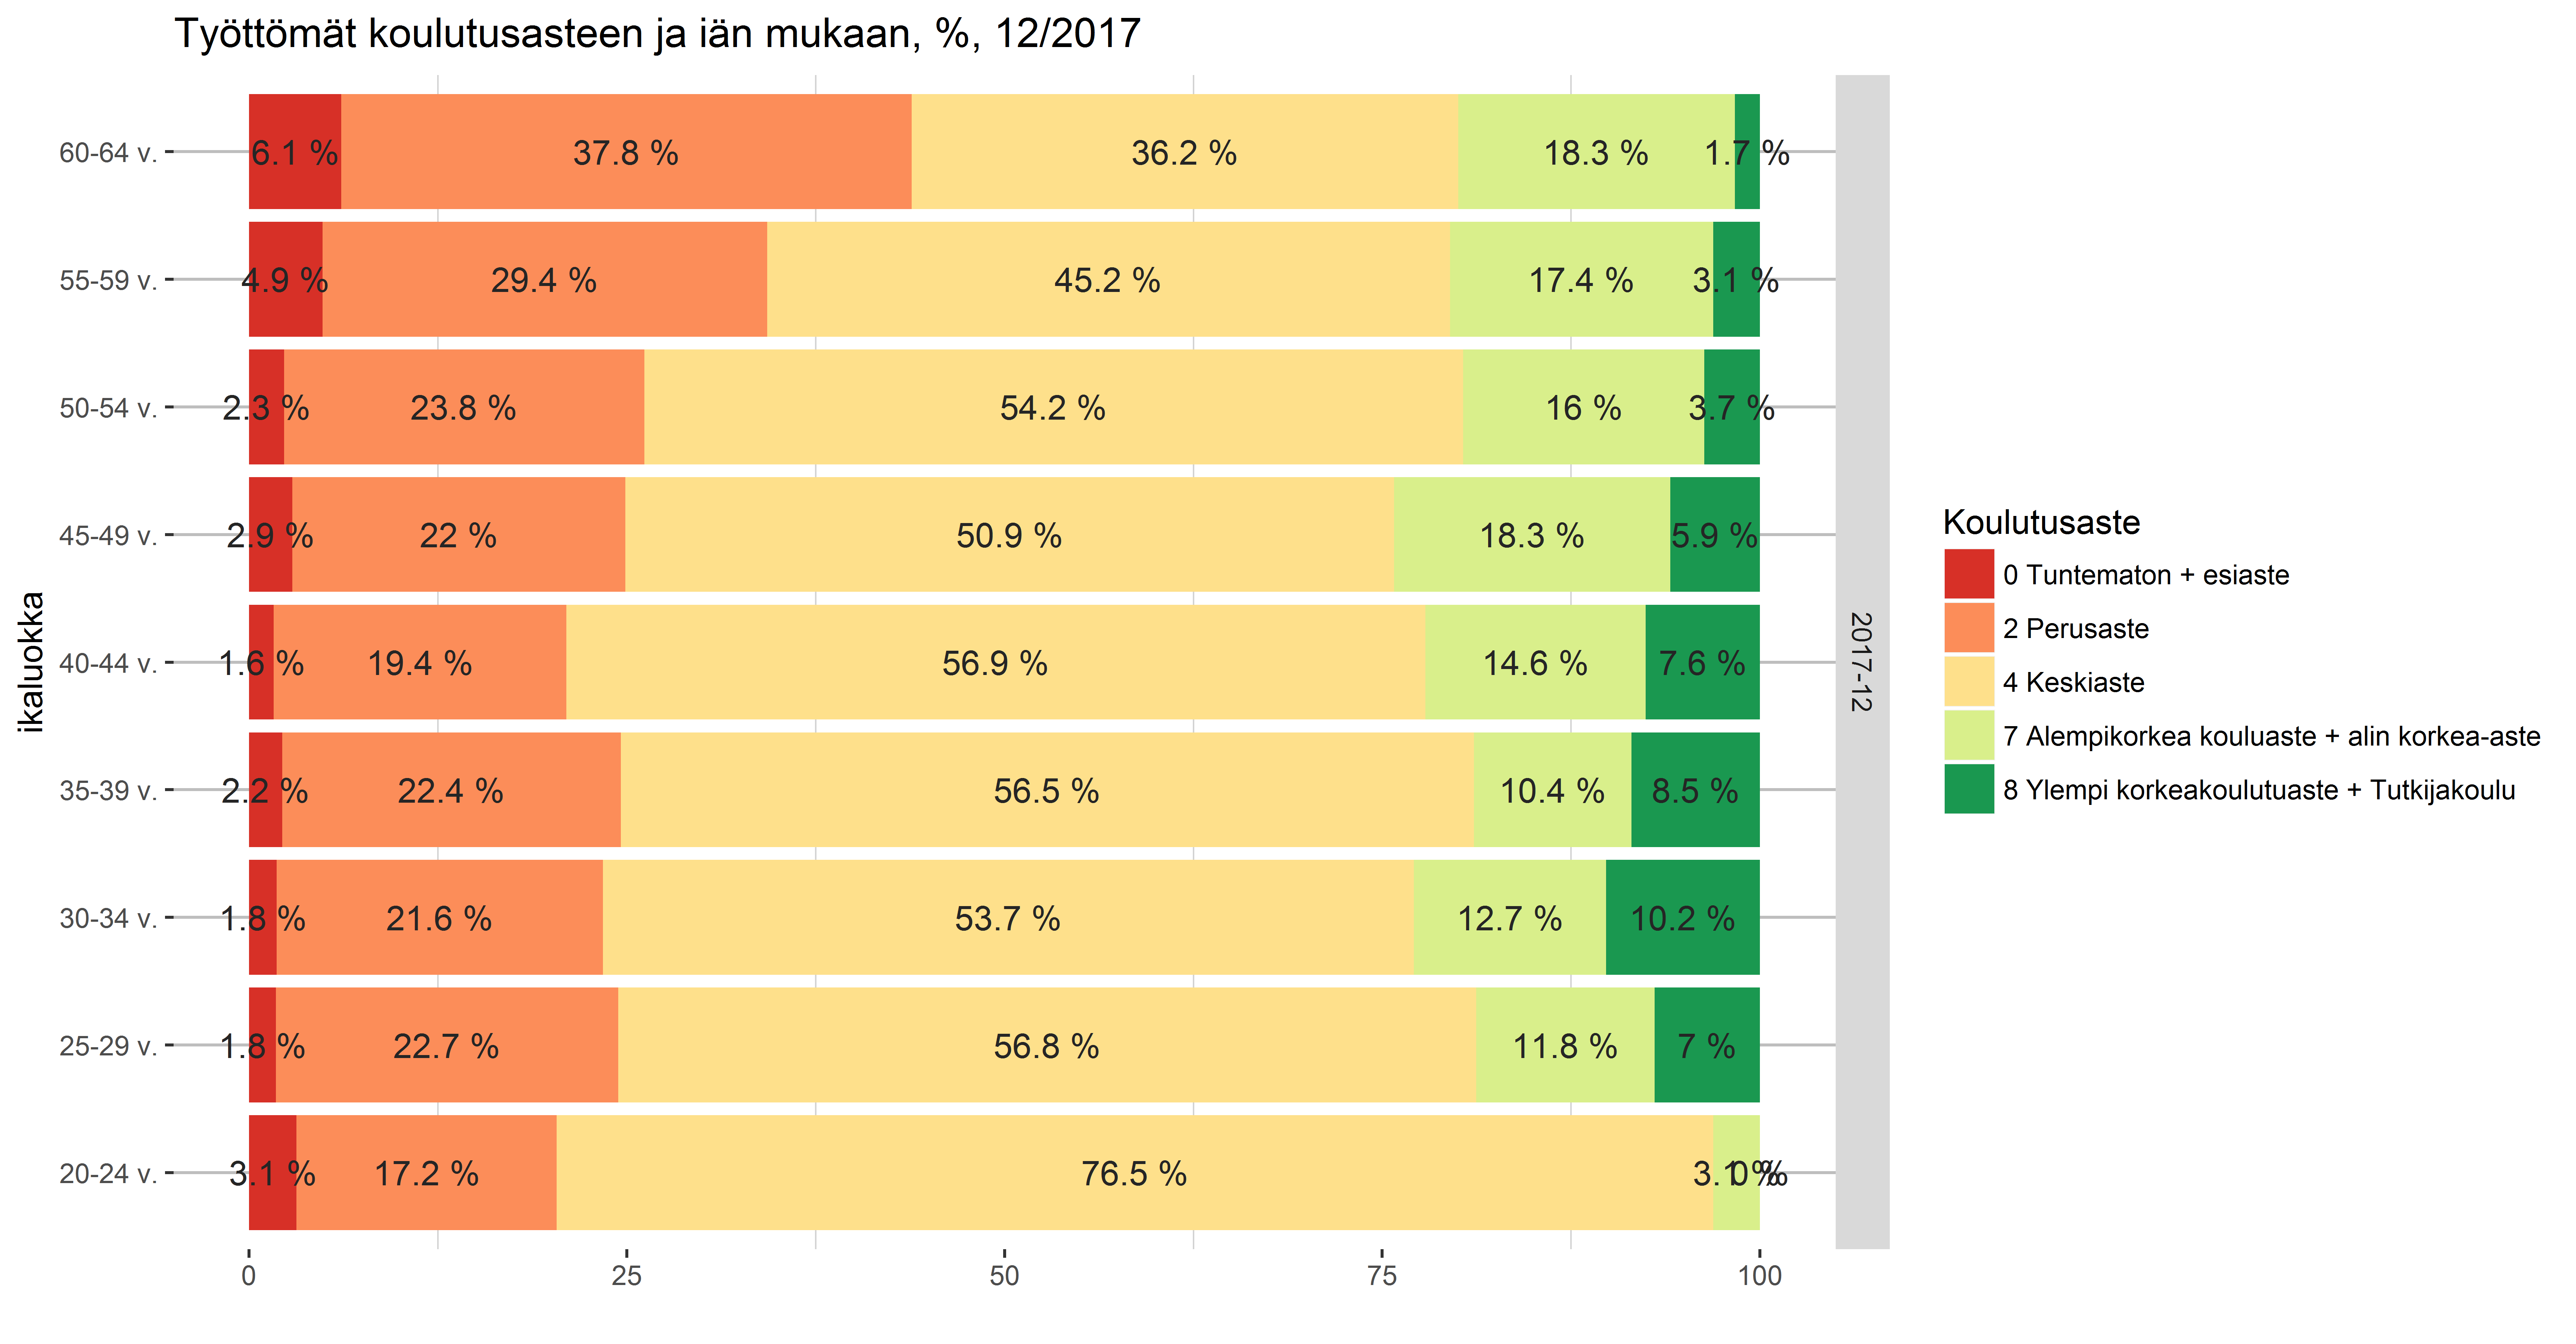 Työttömät koulutusasteen ja iän mukaan, %, 12/2017
60-64 v. 6.1 % 37.8 % 36.2 % 18.3 % 1.7 %
55-59 v. 4.9 % 29.4 % 45.2 % 17.4 % 3.1 %
50-54 v. 2.3 % 23.8 % 54.2 % 16 % 3.7 %
45-49 v. 2.9 % 22 % 50.9 % 18.3 % 5.9 %
40-44 v. 1.6 % 19.4 % 56.9 % 14.6 % 7.6 %
35-39 v. 2.2 % 22.4 % 56.5 % 10.4 % 8.5 %
30-34 v. 1.8 % 21.6 % 53.7 % 12.7 % 10.2 %
25-29 v. 1.8 % 22.7 % 56.8 % 11.8 % 7 %
20-24 v. 3.1 % 17.2 % 76.5 % 3.1 % 0 %
0 25 50 75 100
ikaluokka
2017-12
Koulutusaste
0 Tuntematon + esiaste
2 Perusaste
4 Keskiaste
7 Alempikorkea kouluaste + alin korkea-aste
8 Ylempi korkeakoulutuaste + Tutkijakoulu